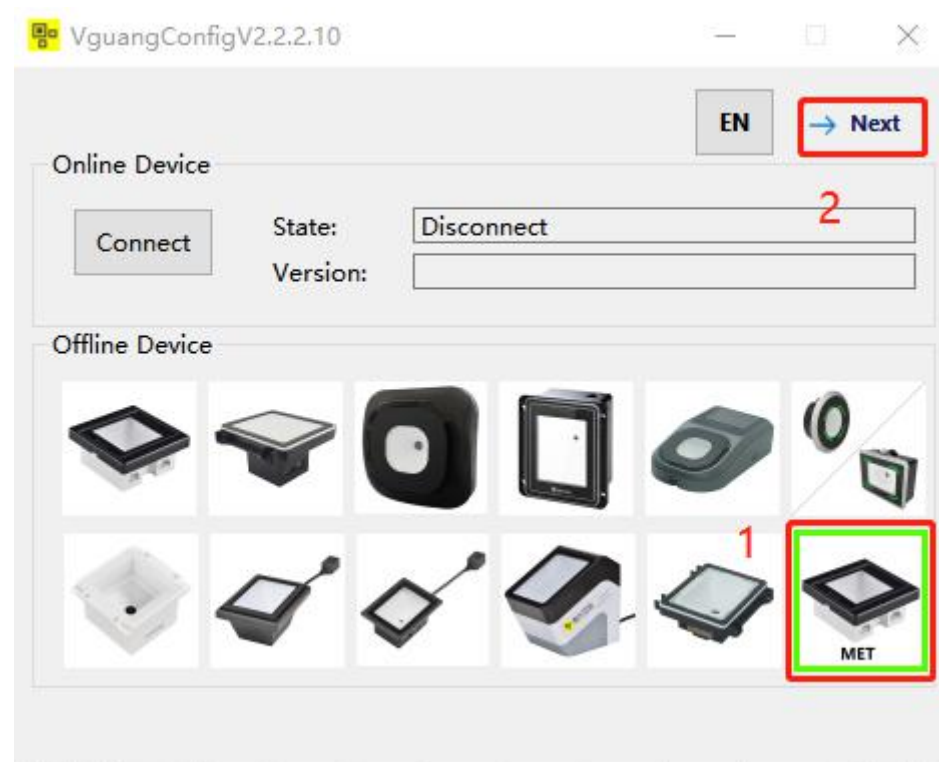 VguangConfigV2.2.2.10
EN
→ Next
Online Device
2
Connect
State:
Disconnect
Version:
Offline Device
1
MET